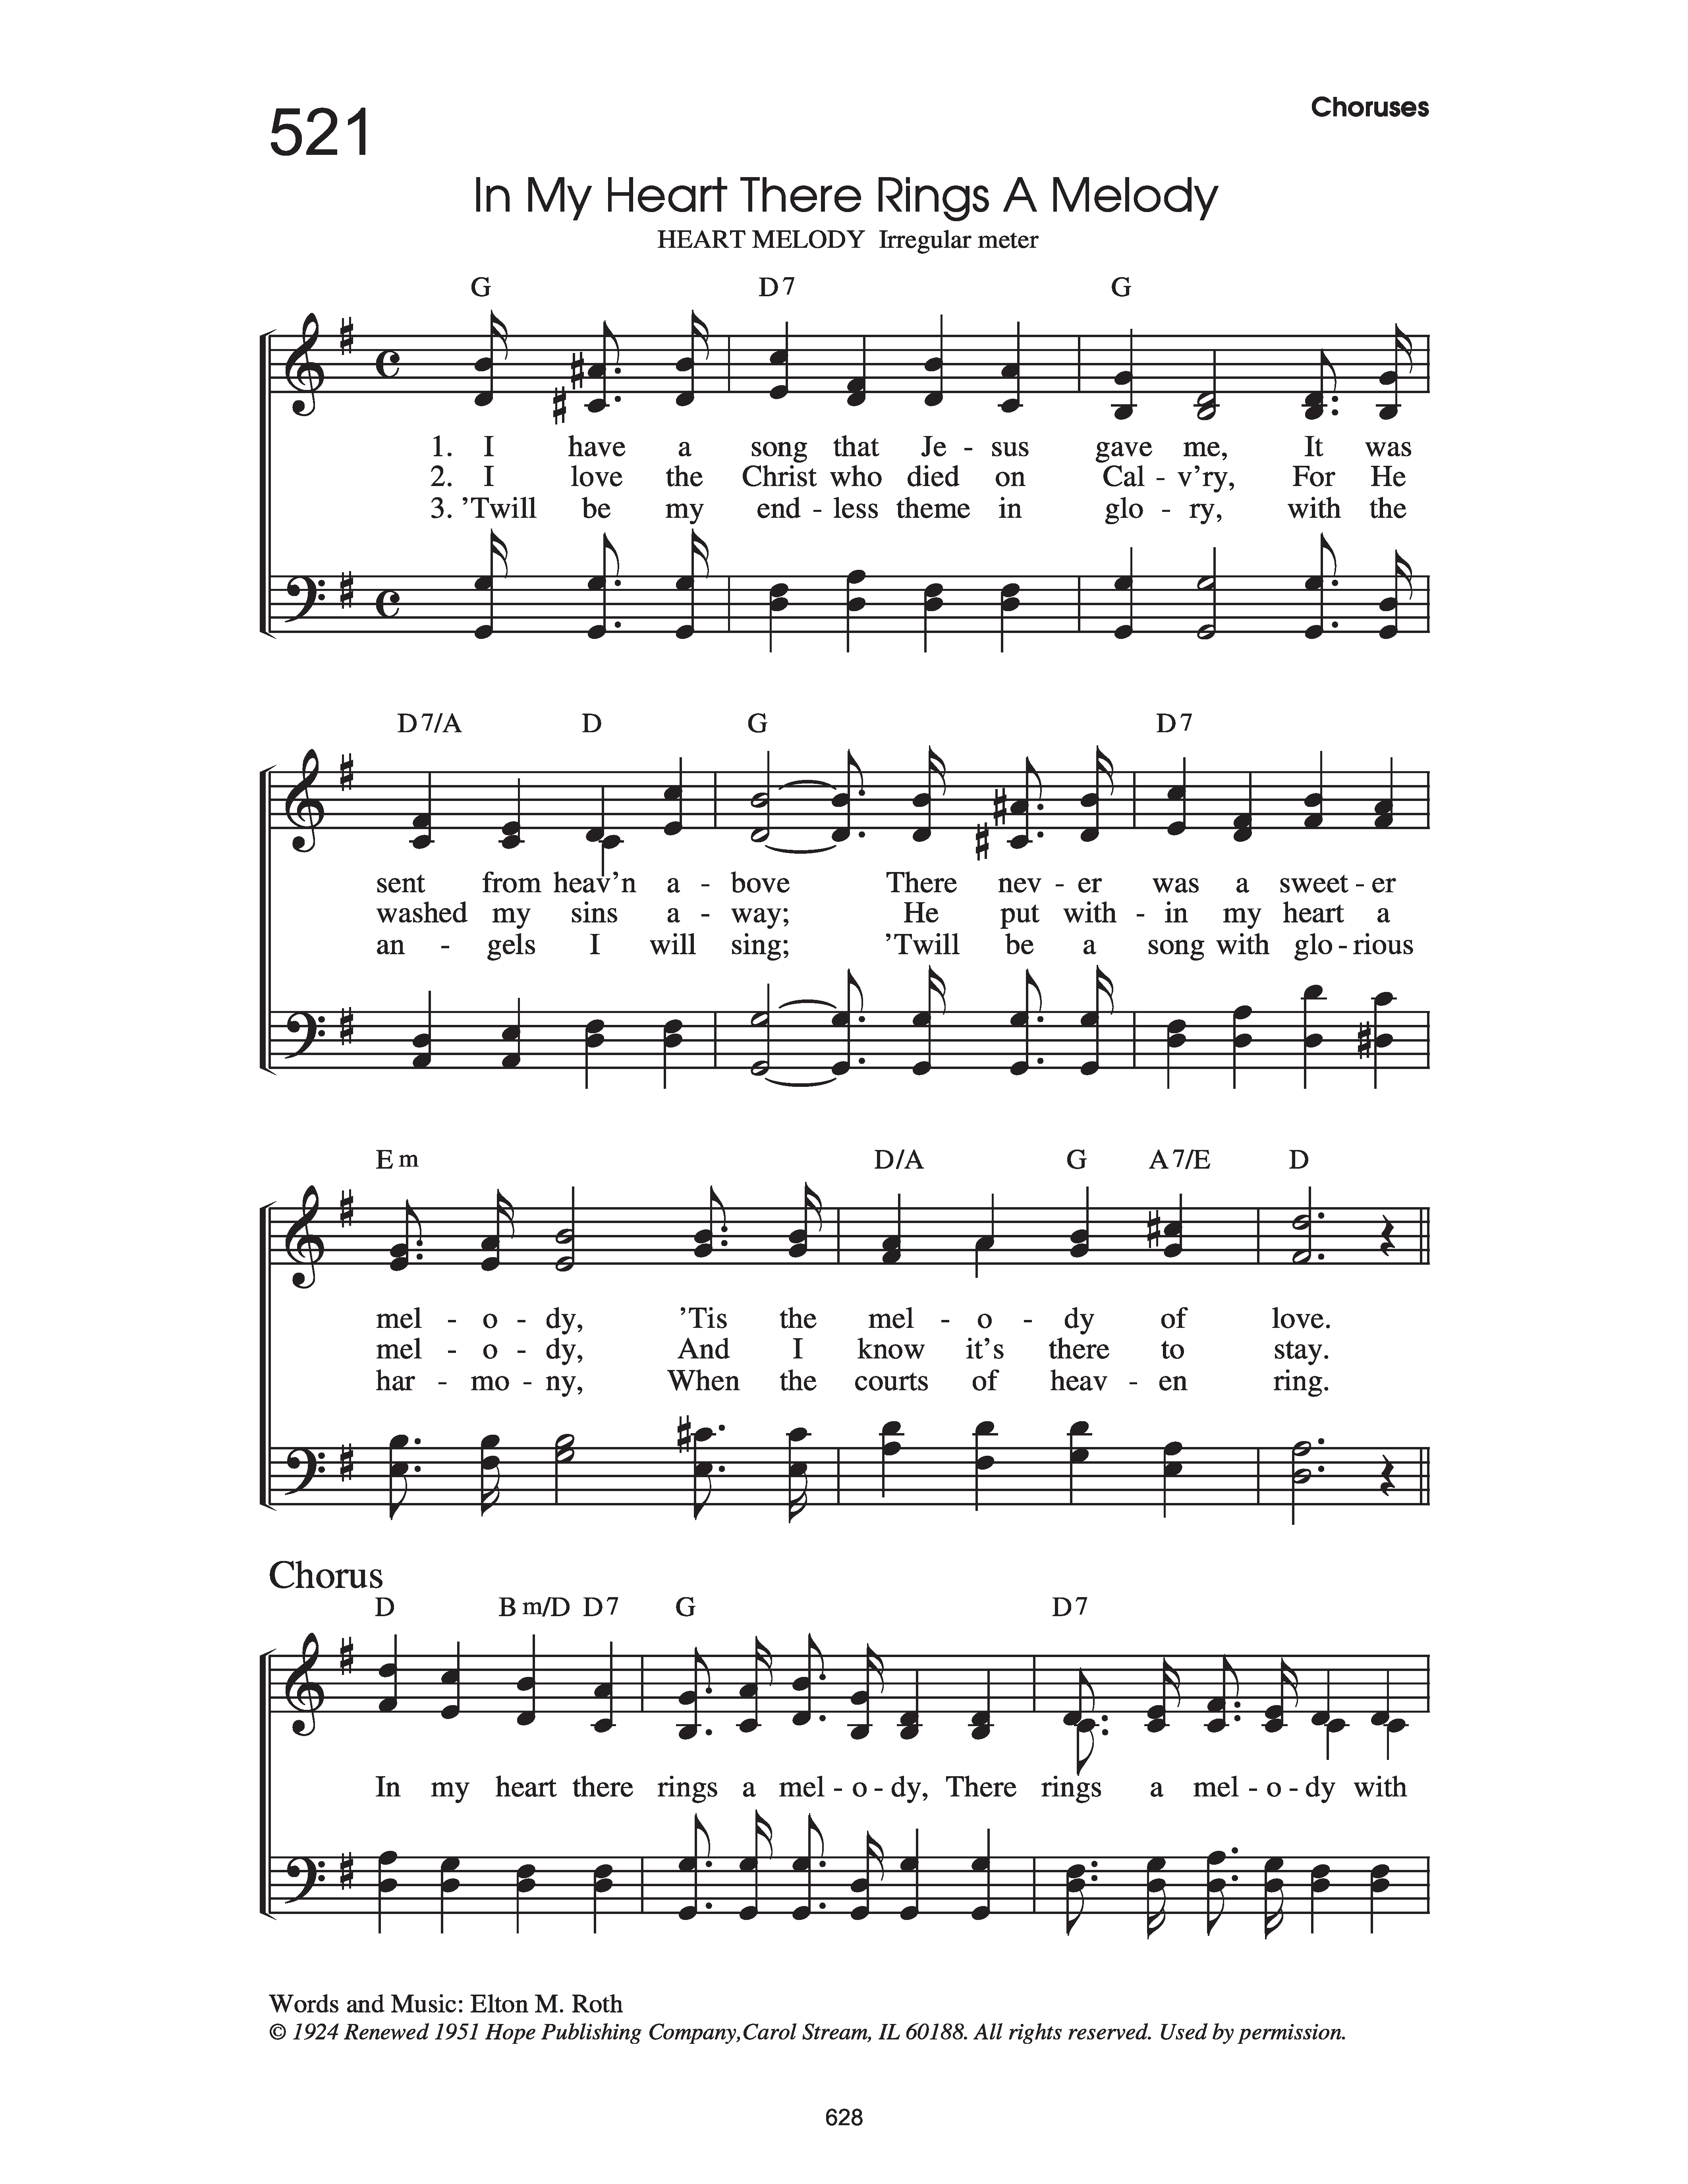 Choruses
521
In My Heart There Rings A Melody
HEART MELODY Irregular meter
G D7 G
1. I have a song that Je - sus gave me, It was
2. I love the Christ who died on Cal - v’ry, For He
3. ’Twill be my end - less theme in glo - ry, with the
D7/A D G D7
sent from heav’n a - bove There nev - er was a sweet - er
washed my sins a - way; He put with - in my heart a
an - gels I will sing; ’Twill be a song with glo - rious
Em D/A G A7/E D
mel - o - dy, ’Tis the mel - o - dy of love.
mel - o - dy, And I know it’s there to stay.
har - mo - ny, When the courts of heav - en ring.
Chorus
D Bm/D D7 G D7
In my heart there rings a mel - o - dy, There rings a mel - o - dy with
Words and Music: Elton M. Roth
© 1924 Renewed 1951 Hope Publishing Company,Carol Stream, IL 60188. All rights reserved. Used by permission.
628